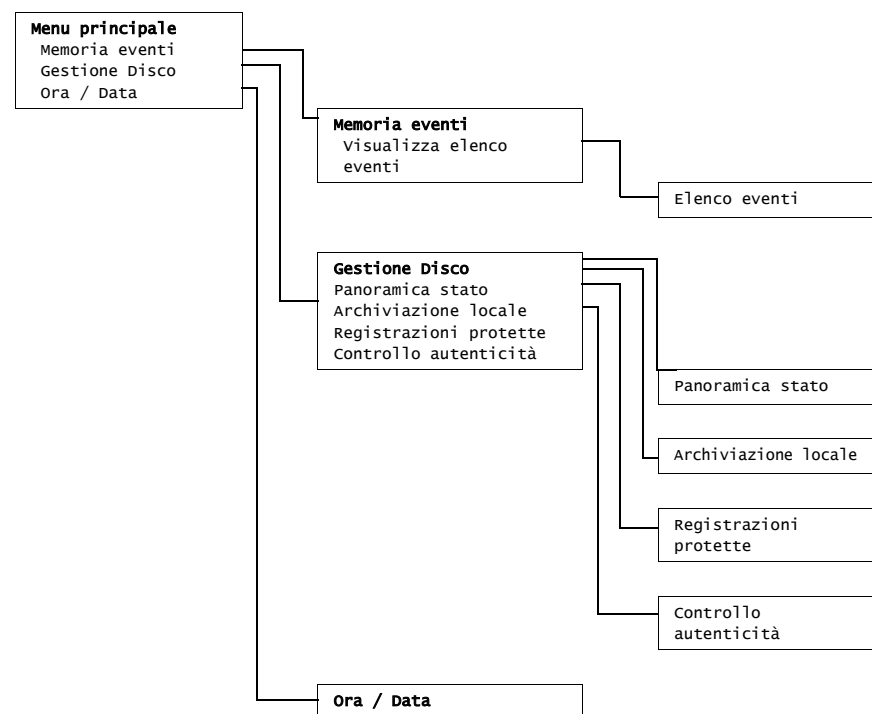 Menu principale
Memoria eventi
Gestione Disco
Ora / Data
Memoria eventi
Visualizza elenco
eventi
Elenco eventi
Gestione Disco
Panoramica stato
Archiviazione locale
Registrazioni protette
Controllo autenticità
Panoramica stato
Archiviazione locale
Registrazioni
protette
Controllo
autenticità
Ora / Data